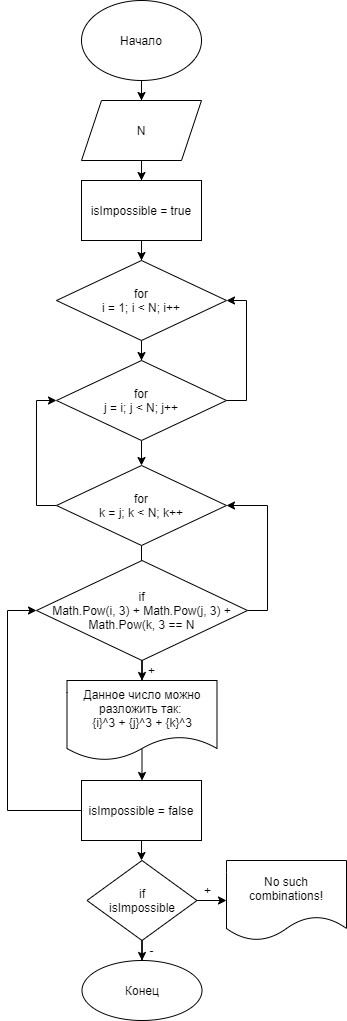 Начало
N
isImpossible = true
for
i = 1; i < N; i++
for
j = i; j < N; j++
for
k = j; k < N; k++
if
Math.Pow(i, 3) + Math.Pow(j, 3) +
Math.Pow(k, 3 == N
+
Данное число можно
разложить так:
{i}^3 + {j}^3 + {k}^3
isImpossible = false
if
isImpossible
+
No such
combinations!
-
Конец